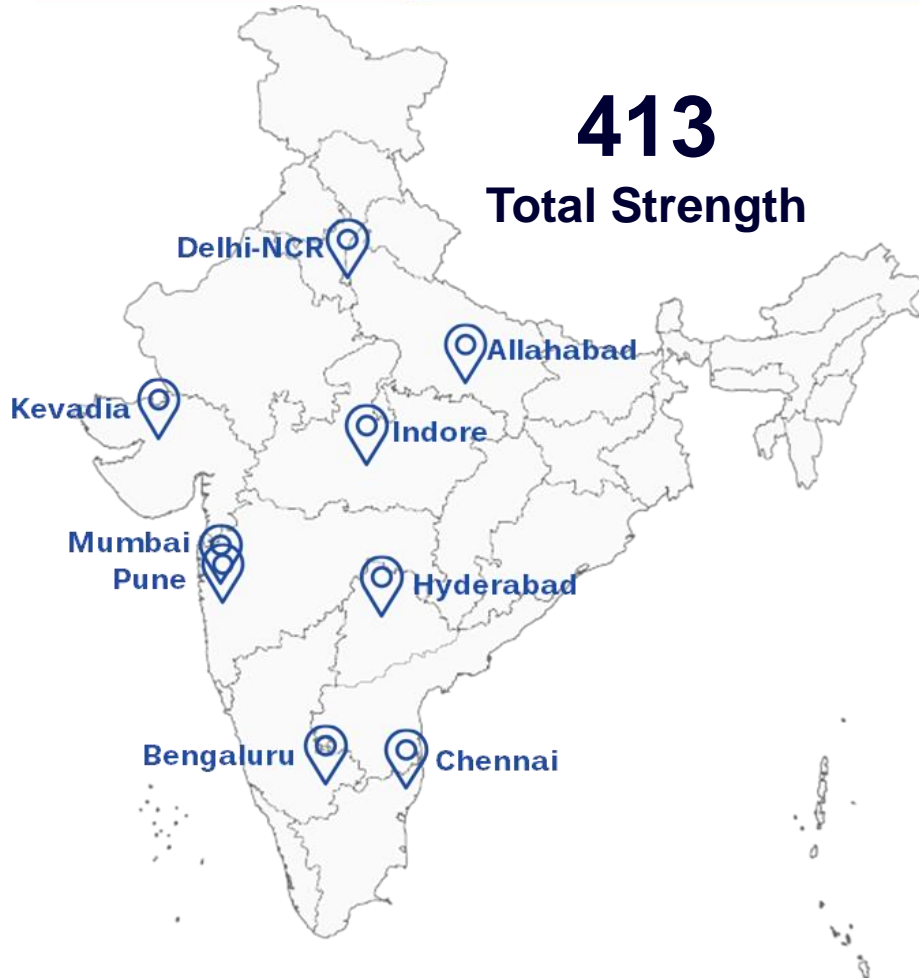 413
Total Strength
Delhi-NCR
Allahabad
Kevadia
Indore
Mumbai
Pune
Hyderabad
Bengaluru
Chennai